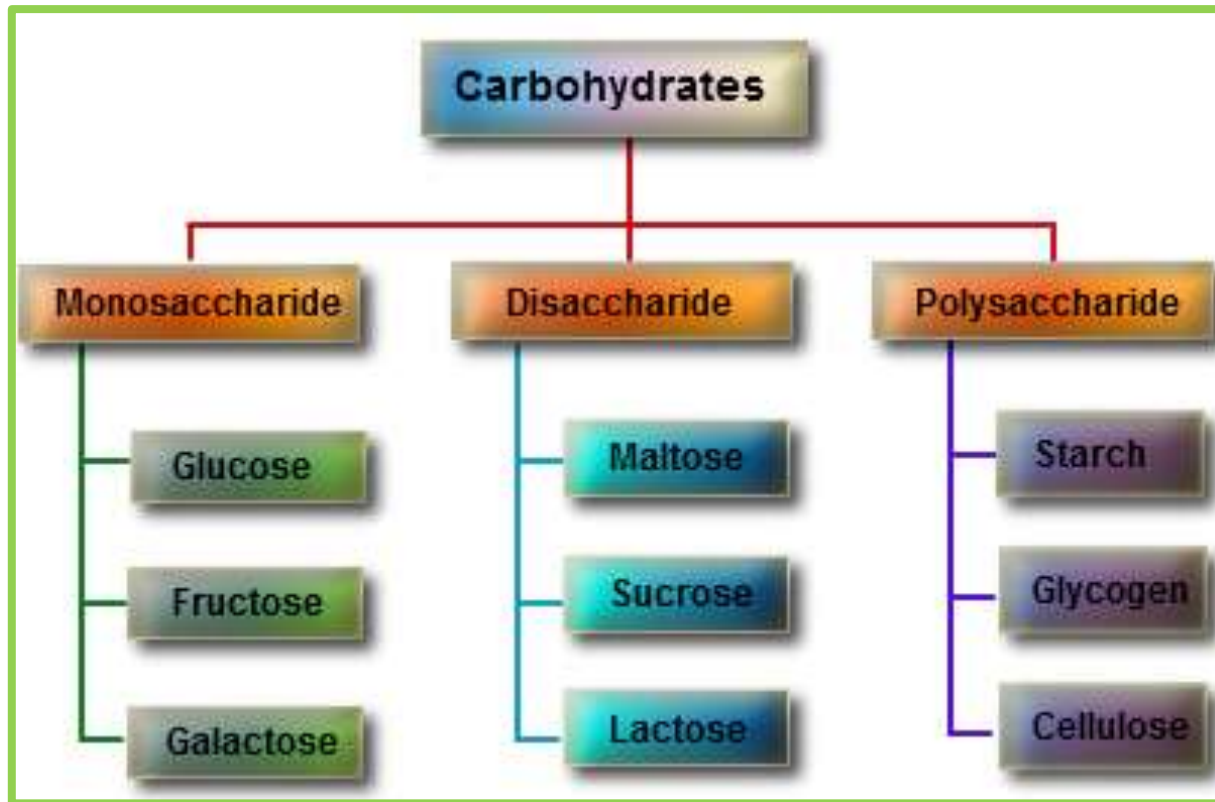 Carbohydrates
Monosaccharide
Glucose
Fructose
Galactose
Disaccharide
Maltose
Sucrose
Lactose
Polysaccharide
Starch
Glycogen
Cellulose